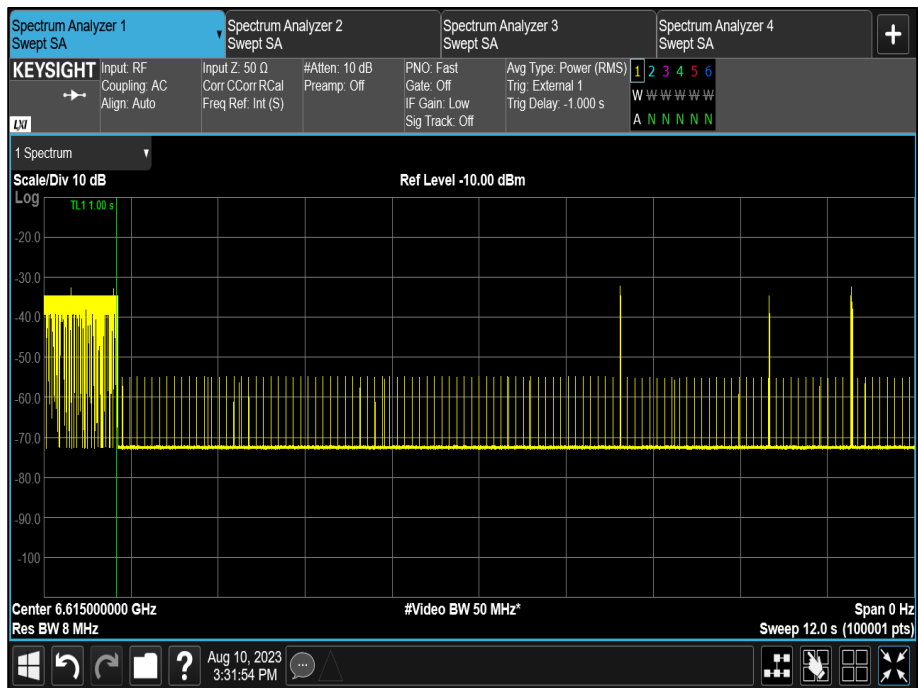 Spectrum Analyzer 1
Swept SA
Spectrum Analyzer 2
Swept SA
Spectrum Analyzer 3
Swept SA
Spectrum Analyzer 4
Swept SA
KEYSIGHT
LXI
Input: RF
Coupling: AC
Align: Auto
Input Z: 50 Ω
Corr CCorr RCal
Freq Ref: Int (S)
#Atten: 10 dB
Preamp: Off
PNO: Fast
Gate: Off
IF Gain: Low
Sig Track: Off
Avg Type: Power (RMS)
Trig: External 1
Trig Delay: -1.000 s
1 2 3 4 5 6
W W W W W W
A N N N N N
1 Spectrum
Scale/Div 10 dB
Ref Level -10.00 dBm
Log
TL1 1.00 s
-20.0
-30.0
-40.0
-50.0
-60.0
-70.0
-80.0
-90.0
-100
Center 6.615000000 GHz
#Video BW 50 MHz*
Span 0 Hz
Res BW 8 MHz
Sweep 12.0 s (100001 pts)
Aug 10, 2023
3:31:54 PM